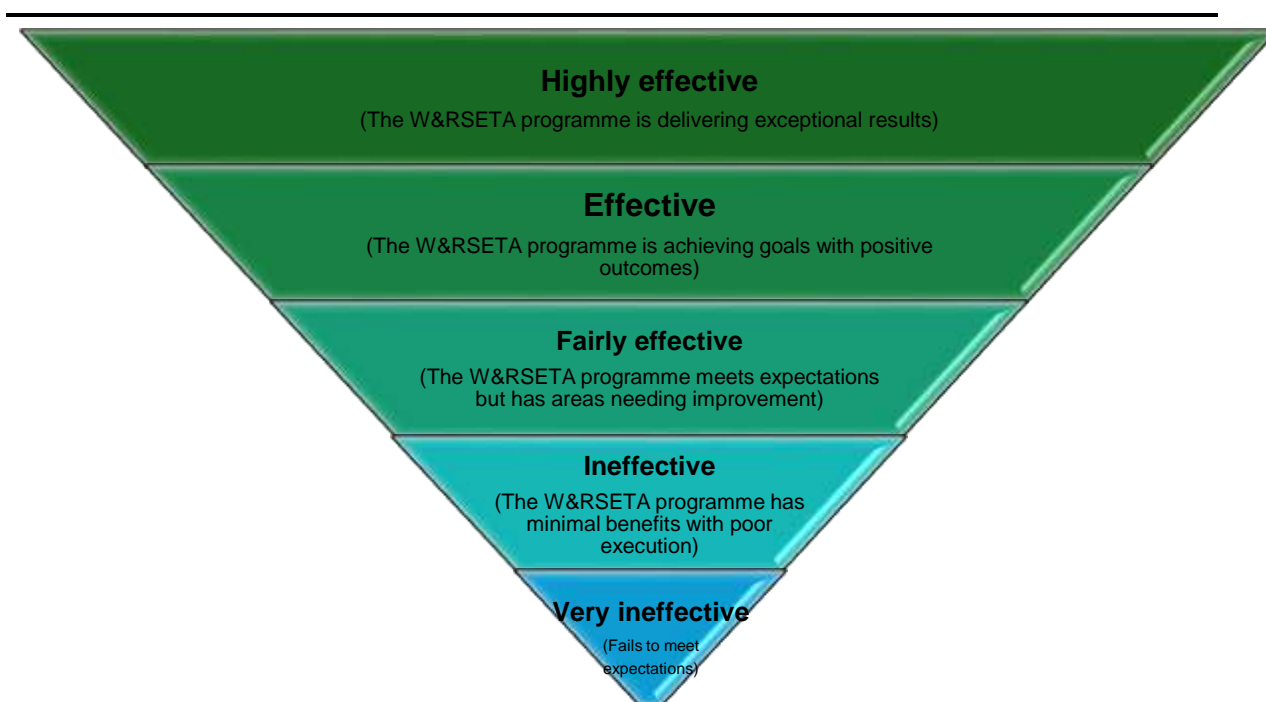 Highly effective
(The W&RSETA programme is delivering exceptional results)
Effective
(The W&RSETA programme is achieving goals with positive
outcomes)
Fairly effective
(The W&RSETA programme meets expectations
but has areas needing improvement)
Ineffective
(The W&RSETA programme has
minimal benefits with poor
execution)
Very ineffective
(Fails to meet
expectations)